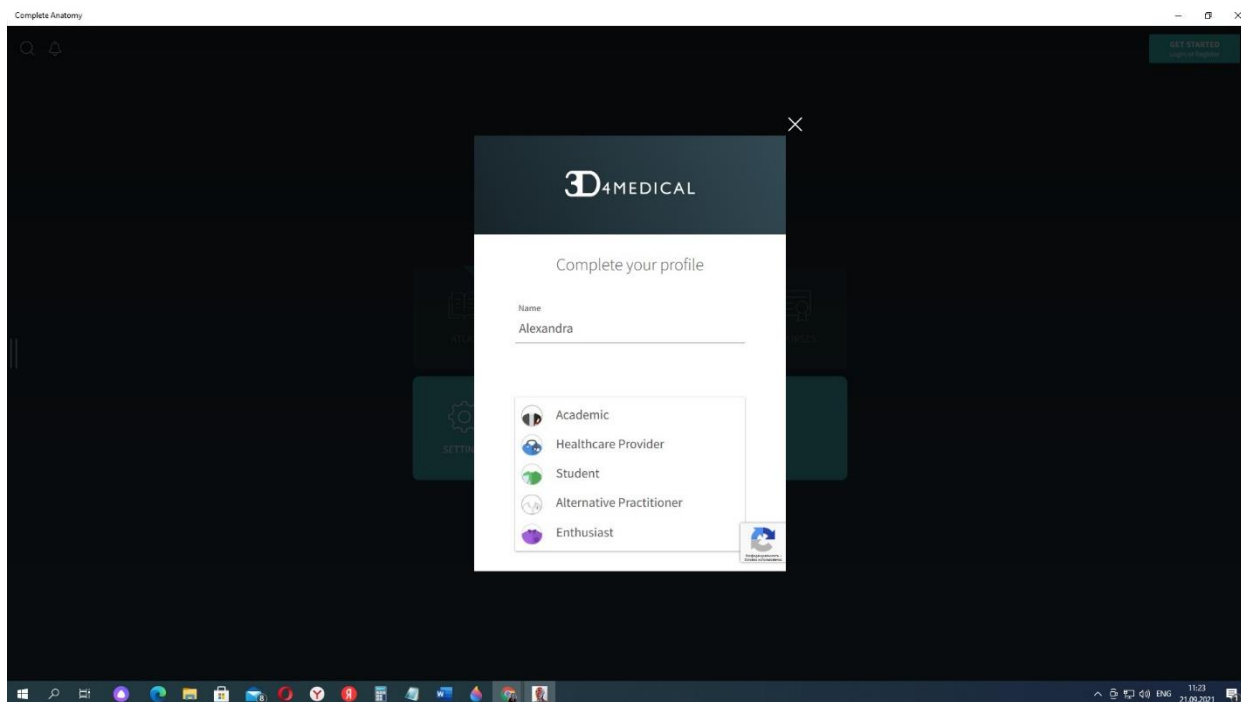 Complete Anatomy
GET STARTED
Login or Register
3D4MEDICAL
Complete your profile
Name
Alexandra
Academic
Healthcare Provider
Student
Alternative Practitioner
Enthusiast
ENG
11:23
21.09.2021